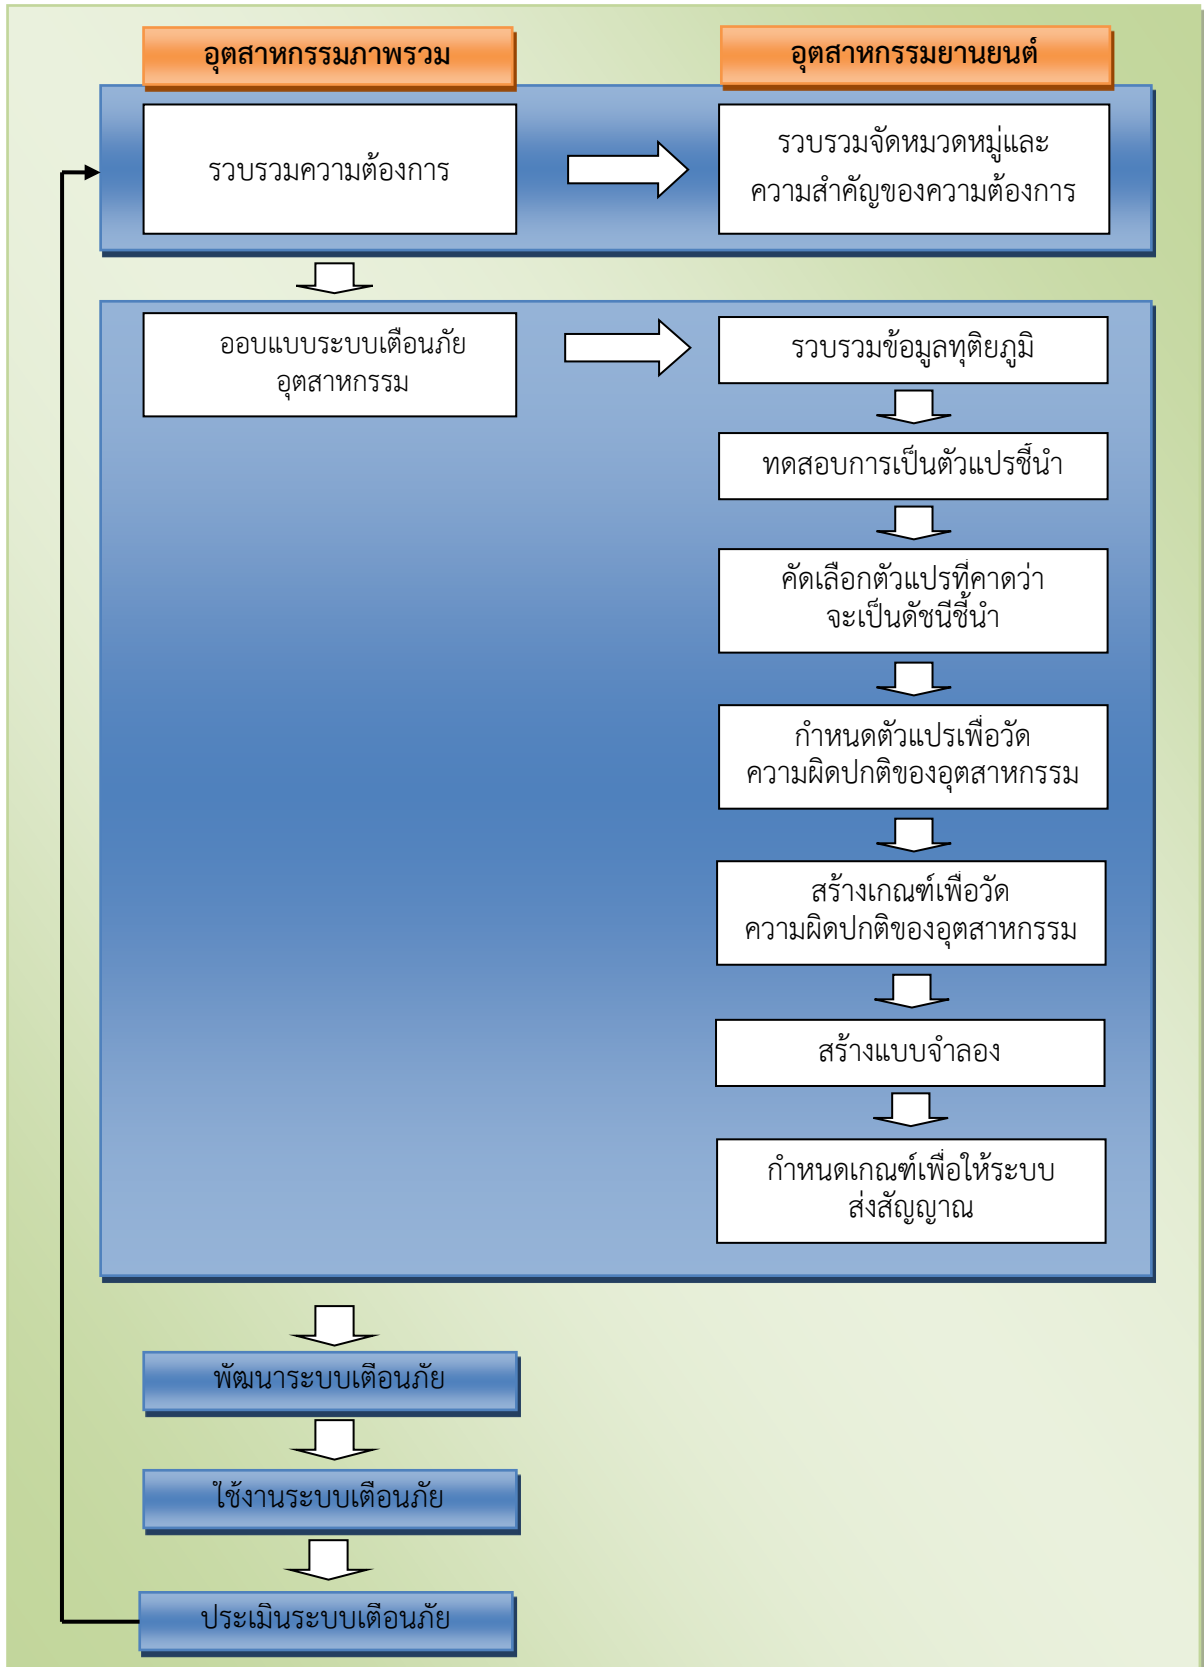 อุตสาหกรรมภาพรวม
อุตสาหกรรมยานยนต์
รวบรวมความต้องการ
รวบรวมจัดหมวดหมู่และ
ความสำคัญของความต้องการ
ออบแบบระบบเตือนภัย
อุตสาหกรรม
รวบรวมข้อมูลทุติยภูมิ
ทดสอบการเป็นตัวแปรชี้นำ
คัดเลือกตัวแปรที่คาดว่า
จะเป็นดัชนีชี้นำ
กำหนดตัวแปรเพื่อวัด
ความผิดปกติของอุตสาหกรรม
สร้างเกณฑ์เพื่อวัด
ความผิดปกติของอุตสาหกรรม
สร้างแบบจำลอง
กำหนดเกณฑ์เพื่อให้ระบบ
ส่งสัญญาณ
พัฒนาระบบเตือนภัย
ใช้งานระบบเตือนภัย
ประเมินระบบเตือนภัย